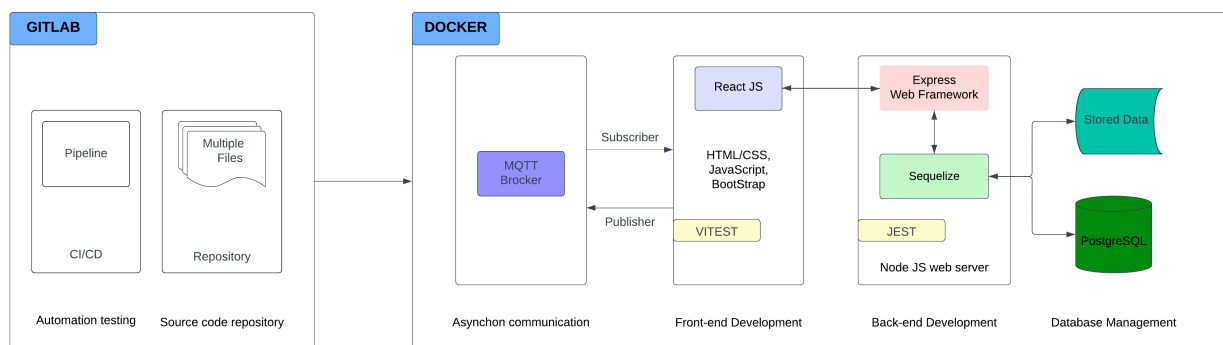 GITLAB
DOCKER
Pipeline
CI/CD
Multiple
Files
Repository
Automation testing
Source code repository
MQTT
Brocker
Asynchon communication
Subscriber
Publisher
React JS
HTML/CSS,
JavaScript,
BootStrap
VITEST
Front-end Development
Express
Web Framework
Sequelize
JEST
Node JS web server
Back-end Development
Stored Data
PostgreSQL
Database Management